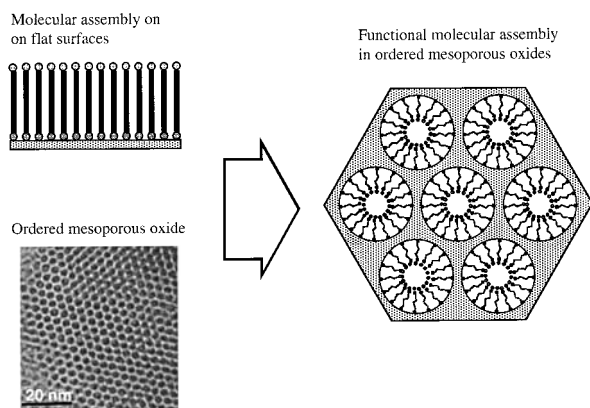 Molecular assembly on
on flat surfaces
Functional molecular assembly
in ordered mesoporous oxides
Ordered mesoporous oxide
20 nm